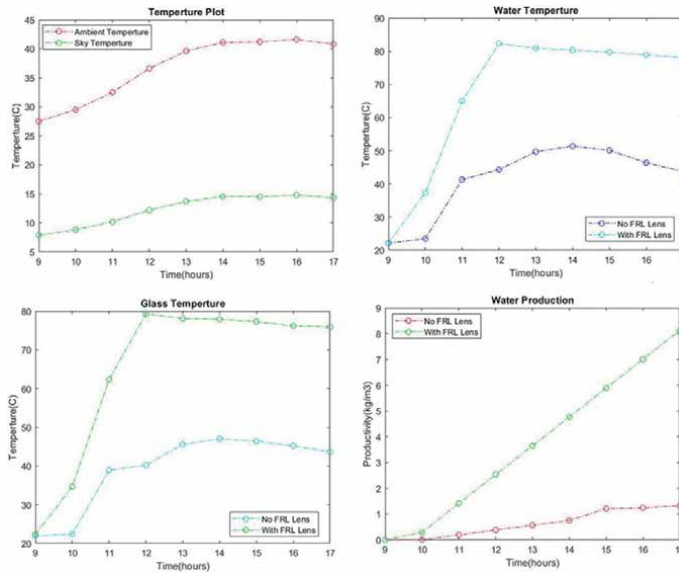 Temperture Plot
45
40
35
30
25
20
15
10
5
Temperture(C)
Ambient Temperture
Sky Temperture
9 10 11 12 13 14 15 16 17
Time(hours)
Water Temperture
100
90
80
70
60
50
40
30
20
Temperture(C)
No FRL Lens
With FRL Lens
9 10 11 12 13 14 15 16
Time(hours)
Glass Temperture
80
70
60
50
40
30
20
Temperture(C)
No FRL Lens
With FRL Lens
9 10 11 12 13 14 15 16 17
Time(hours)
Water Production
9
8
7
6
5
4
3
2
1
0
Productivity(kg/m3)
No FRL Lens
With FRL Lens
9 10 11 12 13 14 15 16 1
Time(hours)